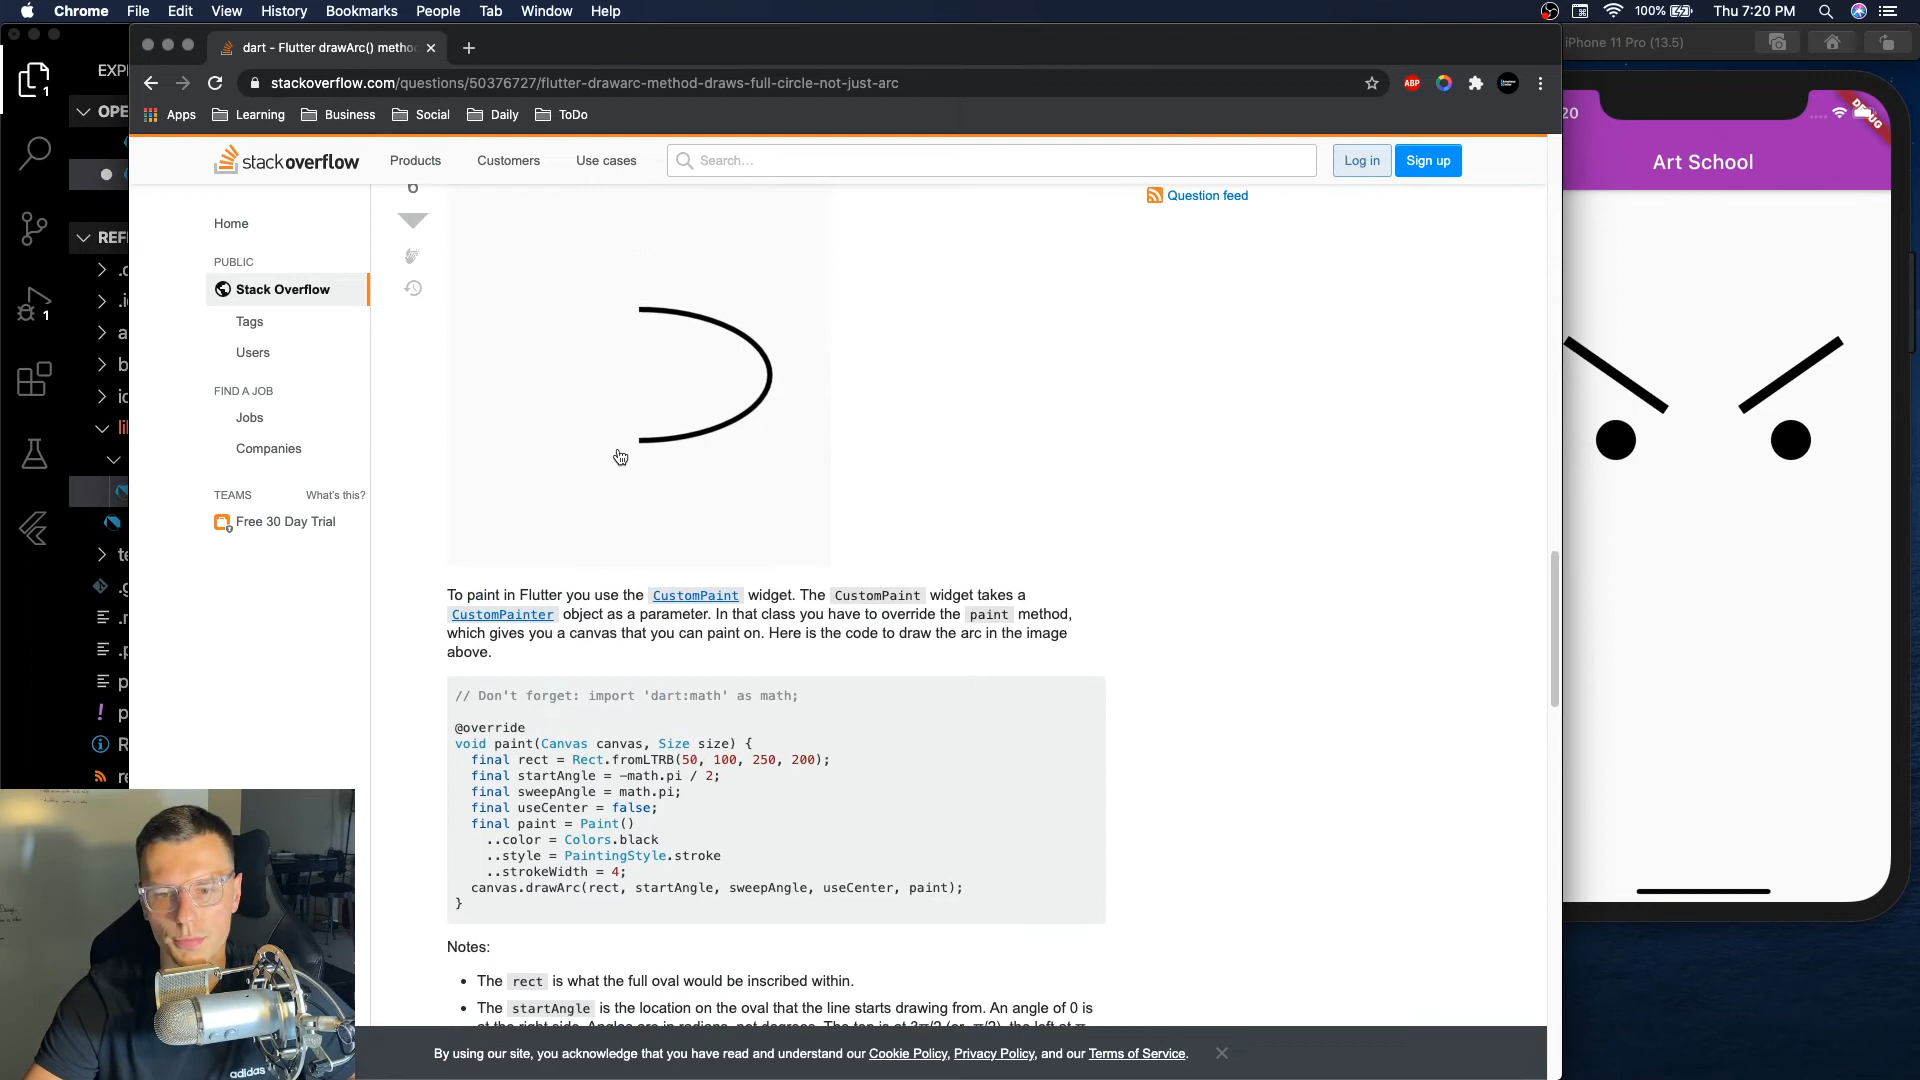 Chrome File Edit View History Bookmarks People Tab Window Help
100% Thu 7:20 PM
dart - Flutter drawArc() metho
iPhone 11 Pro (13.5)
EXP
1
stackoverflow.com/questions/50376727/flutter-drawarc-method-draws-full-circle-not-just-arc
ABP
OPE
Apps Learning Business Social Daily ToDo
20
DEBUG
stackoverflow Products Customers Use cases Search... Log in Sign up
Art School
6
Question feed
Home
REF
PUBLIC
Stack Overflow
1
Tags
Users
FIND A JOB
Jobs
Companies
TEAMS What's this?
Free 30 Day Trial
To paint in Flutter you use the CustomPaint widget. The CustomPaint widget takes a
CustomPainter object as a parameter. In that class you have to override the paint method,
which gives you a canvas that you can paint on. Here is the code to draw the arc in the image
above.
// Don't forget: import 'dart:math' as math;
@override
void paint(Canvas canvas, Size size) {
final rect = Rect.fromLTRB(50, 100, 250, 200);
final startAngle = -math.pi / 2;
final sweepAngle = math.pi;
final useCenter = false;
final paint = Paint()
..color = Colors.black
..style = PaintingStyle.stroke
..strokeWidth = 4;
canvas.drawArc(rect, startAngle, sweepAngle, useCenter, paint);
}
Notes:
• The rect is what the full oval would be inscribed within.
• The startAngle is the location on the oval that the line starts drawing from. An angle of 0 is
By using our site, you acknowledge that you have read and understand our Cookie Policy, Privacy Policy, and our Terms of Service.
adidas